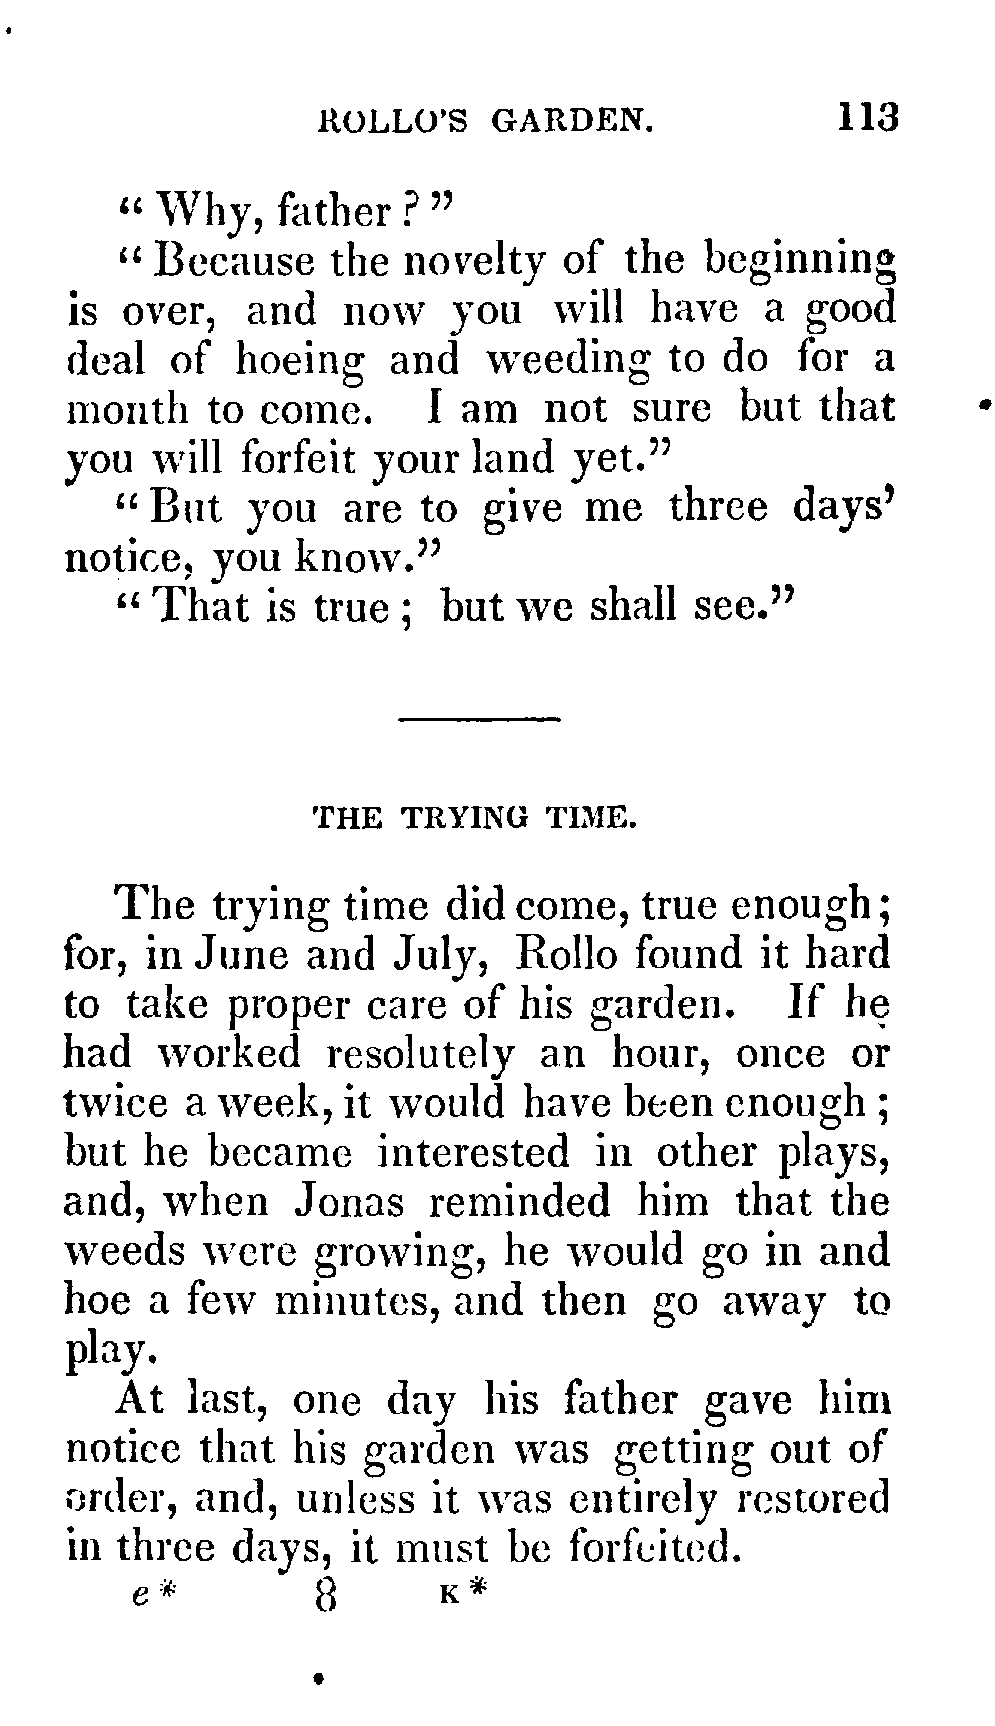 ROLLO'S GARDEN. 113
“ Why, father ? ”
“ Because the novelty of the beginning
is over, and now you will have a good
deal of hoeing and weeding to do for a
month to come. I am not sure but that
you will forfeit your land yet.”
“ But you are to give me three days’
notice, you know.”
“ That is true ; but we shall see.”
THE TRYING TIME.
The trying time did come, true enough ;
for, in June and July, Rollo found it hard
to take proper care of his garden. If he
had worked resolutely an hour, once or
twice a week, it would have been enough ;
but he became interested in other plays,
and, when Jonas reminded him that the
weeds were growing, he would go in and
hoe a few minutes, and then go away to
play.
At last, one day his father gave him
notice that his garden was getting out of
order, and, unless it was entirely restored
in three days, it must be forfeited.
e* 8 K*